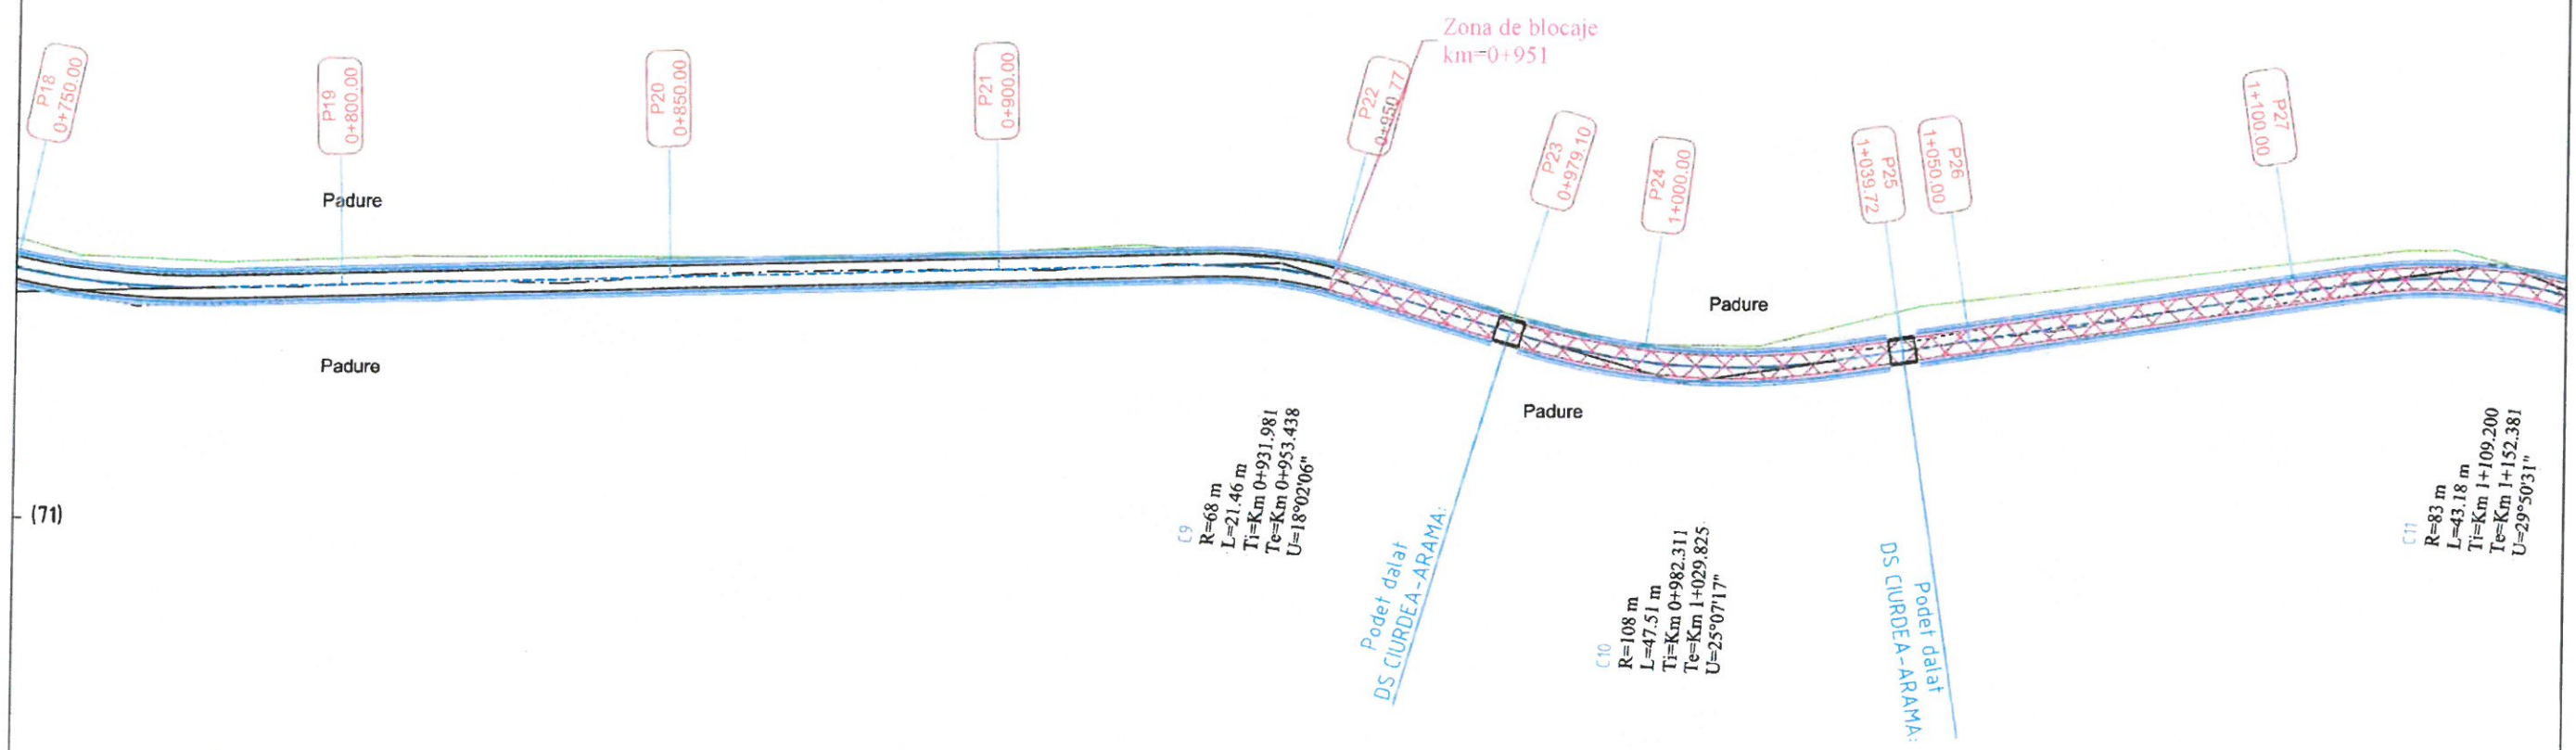 Zona de blocaje
km=0+951
P18
0+750.00
P19
0+800.00
P20
0+850.00
P21
0+900.00
P22
0+950.77
P23
0+979.10
P24
1+000.00
P25
1+039.72
P26
1+050.00
P27
1+100.00
Padure
Padure
Padure
Padure
(71)
C9
R=68 m
L=21.46 m
Ti=Km 0+931.981
Te=Km 0+953.438
U=18°02'06"
Podet dalat
DS CIURDEA-ARAMA:
C10
R=108 m
L=47.51 m
Ti=Km 0+982.311
Te=Km 1+029.825
U=25°07'17"
Podet dalat
DS CIURDEA-ARAMA:
C11
R=83 m
L=43.18 m
Ti=Km 1+109.200
Te=Km 1+152.381
U=29°50'31"